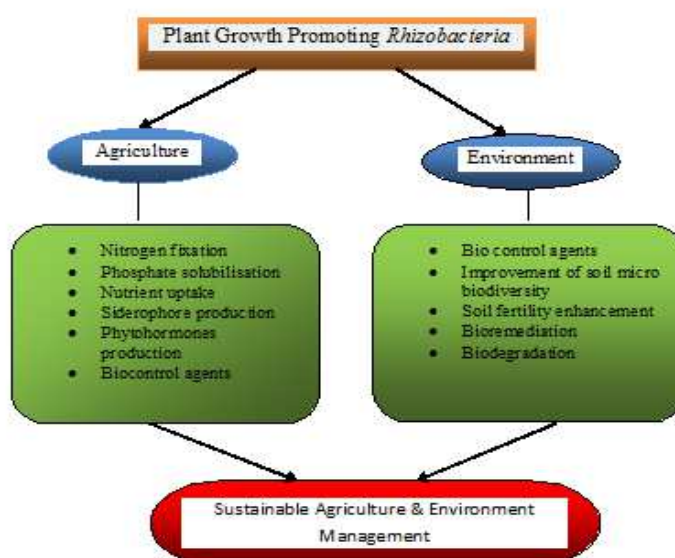 Plant Growth Promoting Rhizobacteria
Agriculture
Environment
Nitrogen fixation
Phosphate solubilisation
Nutrient uptake
Siderophore production
Phytohormones
production
Biocontrol agents
Bio control agents
Improvement of soil micro
biodiversity
Soil fertility enhancement
Bioremediation
Biodegradation
Sustainable Agriculture & Environment
Management